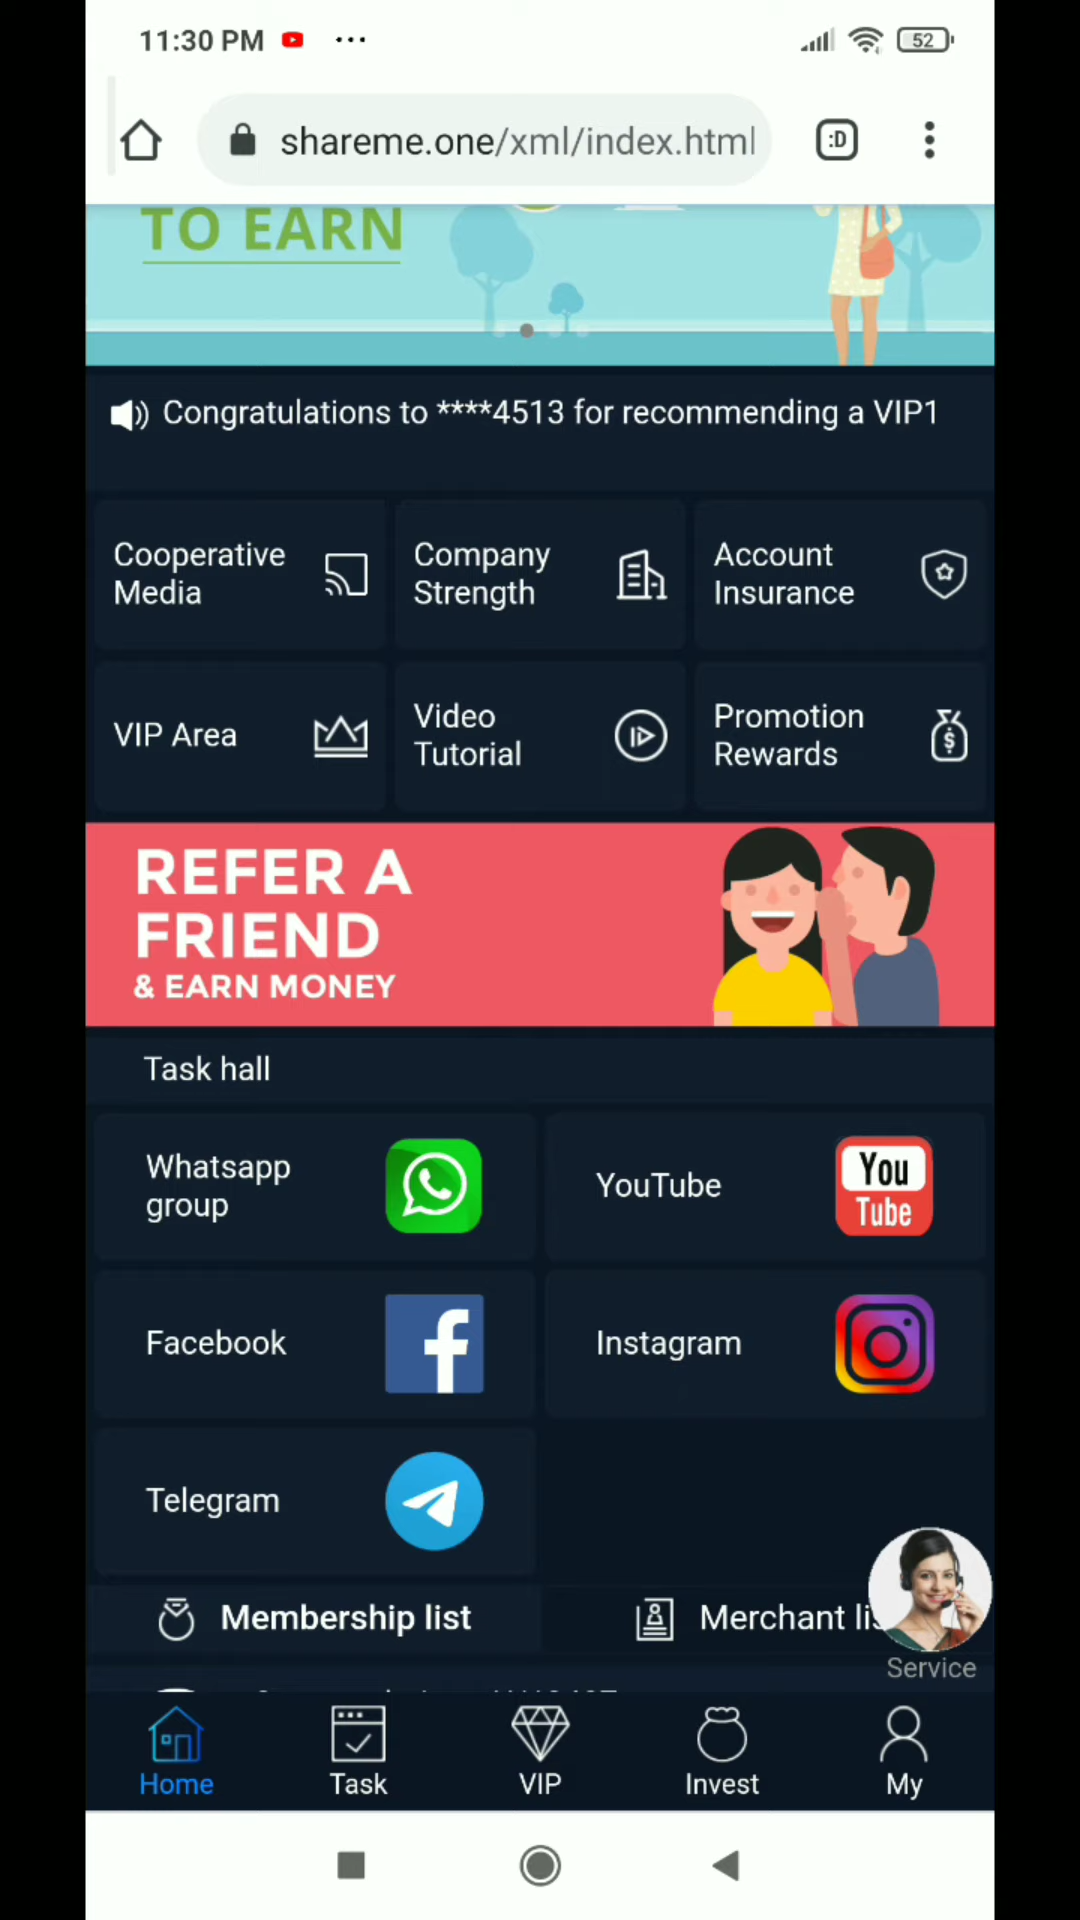 11:30 PM
52
shareme.one/xml/index.html
:D
TO EARN
Congratulations to ****4513 for recommending a VIP1
Cooperative
Media
Company
Strength
Account
Insurance
VIP Area
Video
Tutorial
Promotion
Rewards
REFER A
FRIEND
& EARN MONEY
Task hall
Whatsapp
group
YouTube
You
Tube
Facebook
Instagram
Telegram
Membership list
Merchant
Service
Home
Task
VIP
Invest
My